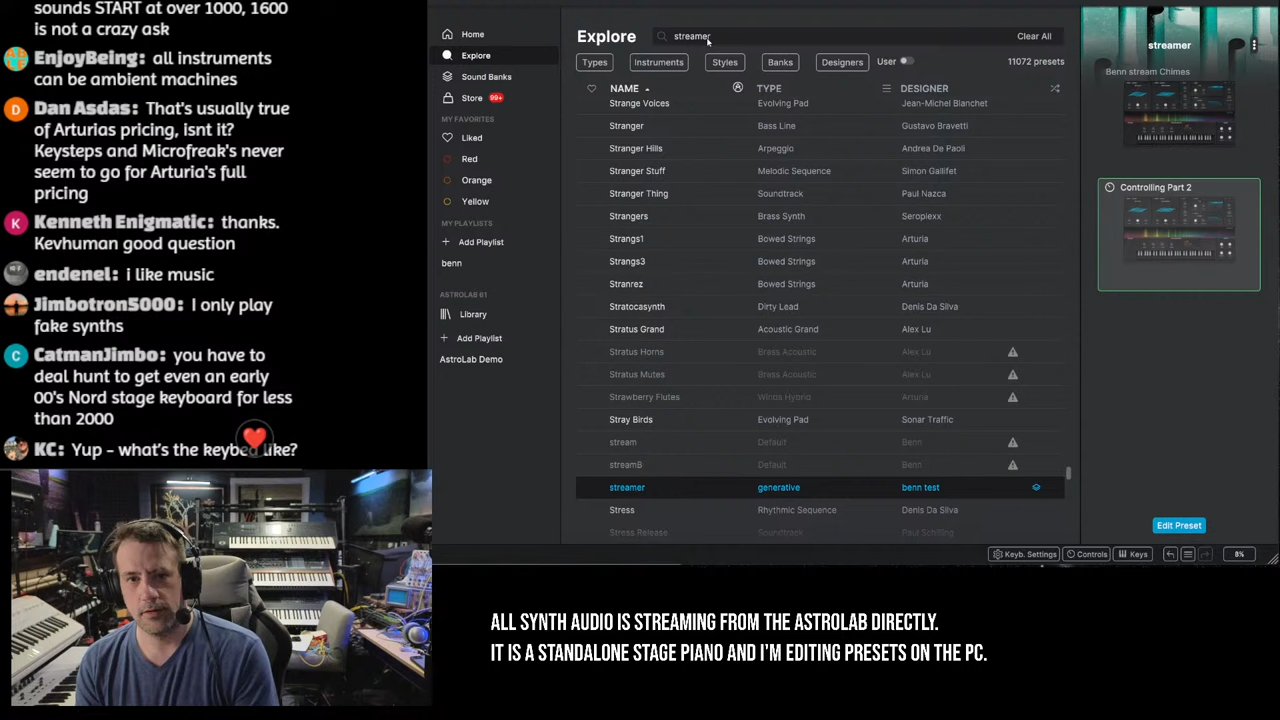 sounds START at over 1000, 1600
is not a crazy ask
EnjoyBeing: all instruments
can be ambient machines
D
Dan Asdas: That's usually true
of Arturias pricing, isnt it?
Keysteps and Microfreak's never
seem to go for Arturia's full
pricing
K
Kenneth Enigmatic: thanks.
Kevhuman good question
endenel: i like music
Jimbotron5000: I only play
fake synths
C
CatmanJimbo: you have to
deal hunt to get even an early
00's Nord stage keyboard for less
than 2000
KC: Yup - what's the keybed like?
Home
Explore
Sound Banks
Store 99+
MY FAVORITES
Liked
Red
Orange
Yellow
MY PLAYLISTS
+ Add Playlist
benn
ASTROLAB 61
Library
+ Add Playlist
AstroLab Demo
Explore streamer Clear All
Types Instruments Styles Banks Designers User 11072 presets
NAME TYPE DESIGNER
Strange Voices Evolving Pad Jean-Michel Blanchet
Stranger Bass Line Gustavo Bravetti
Stranger Hills Arpeggio Andrea De Paoli
Stranger Stuff Melodic Sequence Simon Gallifet
Stranger Thing Soundtrack Paul Nazca
Strangers Brass Synth Seroplexx
Strangs1 Bowed Strings Arturia
Strangs3 Bowed Strings Arturia
Stranrez Bowed Strings Arturia
Stratocasynth Dirty Lead Denis Da Silva
Stratus Grand Acoustic Grand Alex Lu
Stratus Horns Brass Acoustic Alex Lu
Stratus Mutes Brass Acoustic Alex Lu
Strawberry Flutes Winds Hybrid Arturia
Stray Birds Evolving Pad Sonar Traffic
stream Default Benn
streamB Default Benn
streamer generative benn test
Stress Rhythmic Sequence Denis Da Silva
Stress Release Soundtrack Paul Schilling
streamer
Benn stream Chimes
Controlling Part 2
Edit Preset
Keyb. Settings Controls Keys 8%
ALL SYNTH AUDIO IS STREAMING FROM THE ASTROLAB DIRECTLY.
IT IS A STANDALONE STAGE PIANO AND I'M EDITING PRESETS ON THE PC.